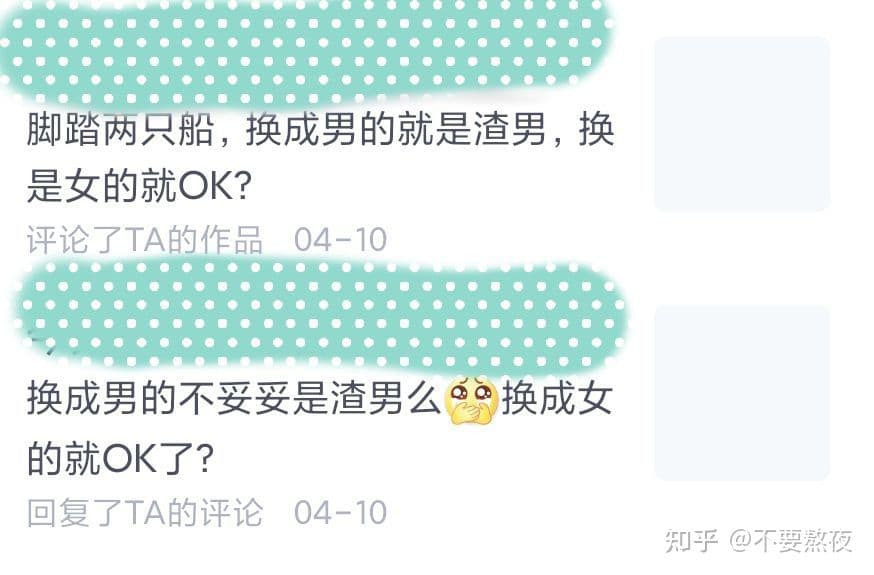 脚踏两只船，换成男的就是渣男，换
是女的就OK?
评论了TA的作品 04-10
换成男的不妥妥是渣男么🥺换成女
的就OK了?
回复了TA的评论 04-10
知乎 @不要熬夜